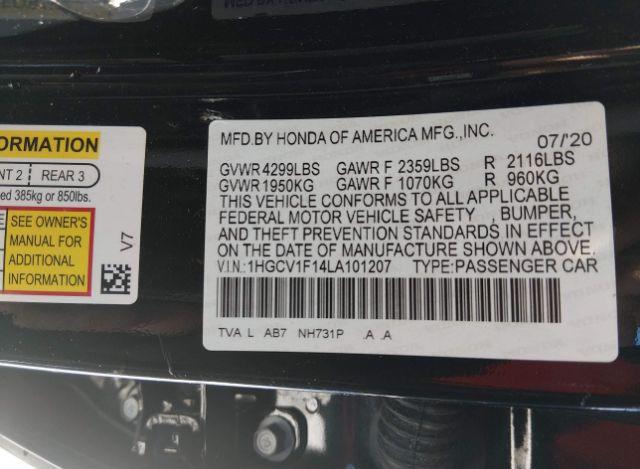 ORMATION
NT 2 REAR 3
ed 385kg or 850lbs.
SEE OWNER'S
MANUAL FOR
ADDITIONAL
INFORMATION
V7
MFD.BY HONDA OF AMERICA MFG.,INC. 07/'20
GVWR 4299LBS GAWR F 2359LBS R 2116LBS
GVWR 1950KG GAWR F 1070KG R 960KG
THIS VEHICLE CONFORMS TO ALL APPLICABLE
FEDERAL MOTOR VEHICLE SAFETY , BUMPER,
AND THEFT PREVENTION STANDARDS IN EFFECT
ON THE DATE OF MANUFACTURE SHOWN ABOVE.
V.I.N.:1HGCV1F14LA101207 TYPE:PASSENGER CAR
TVA L AB7 NH731P .A .A